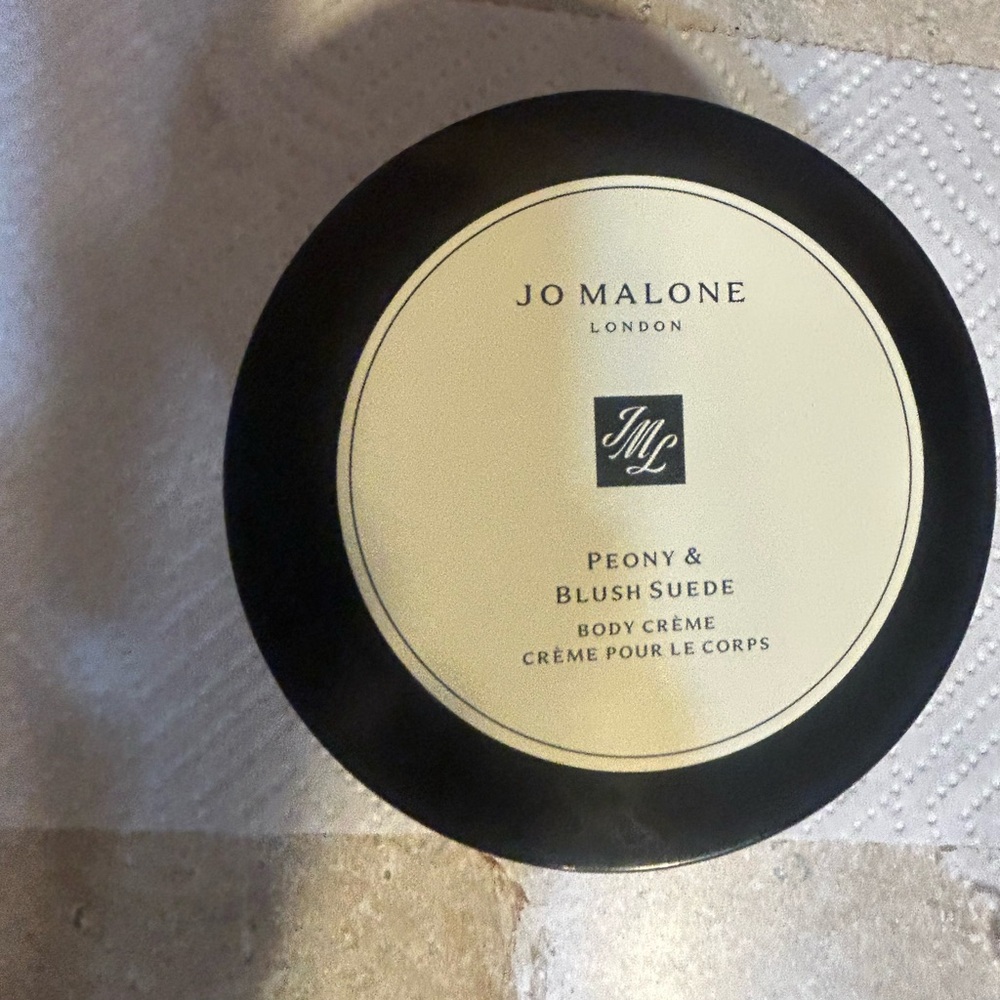 JO MALONE
LONDON
JML
PEONY &
BLUSH SUEDE
BODY CRÈME
CRÈME POUR LE CORPS